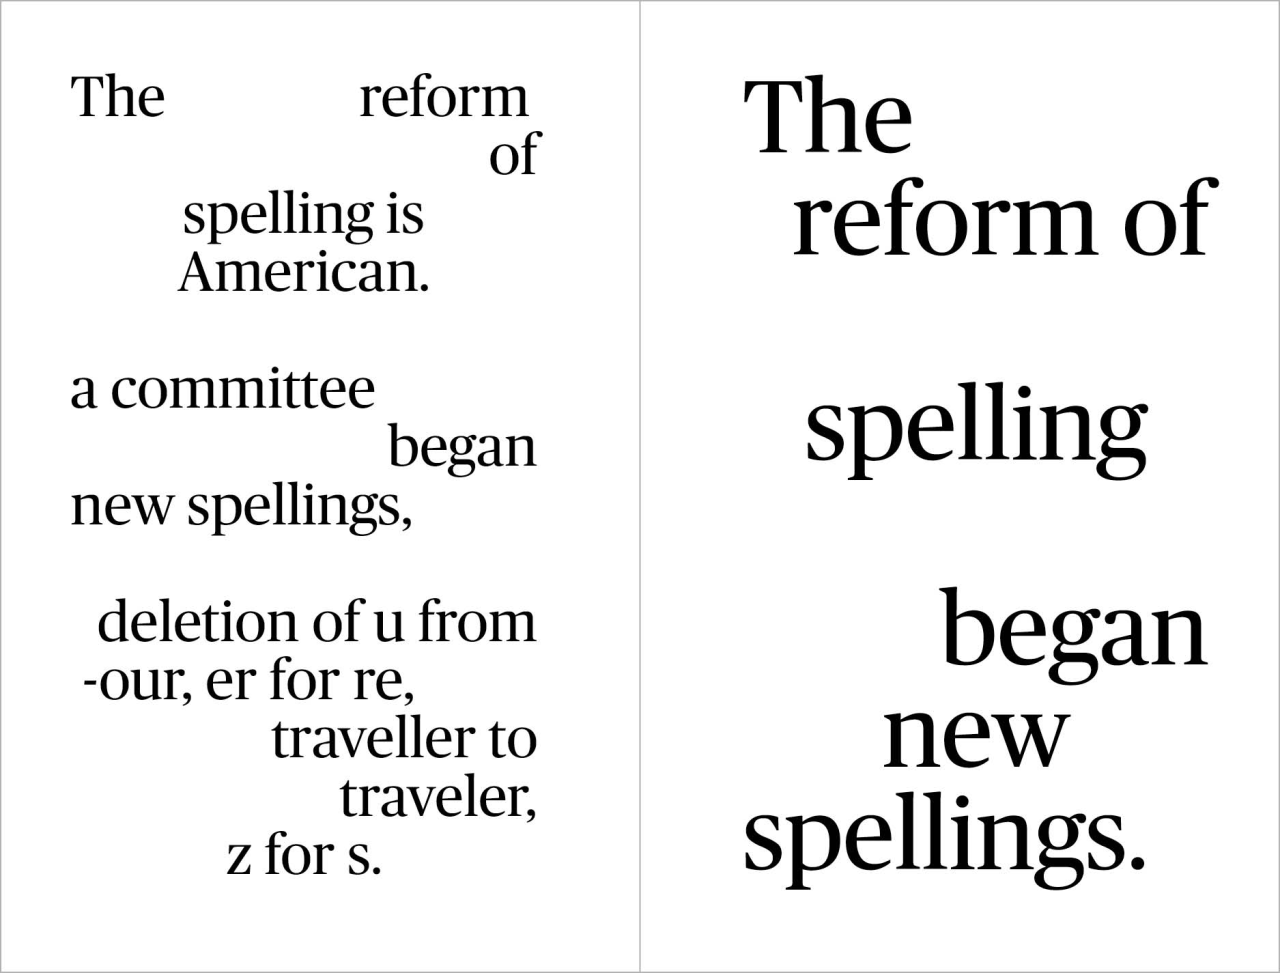 The reform
of
spelling is
American.
a committee
began
new spellings,
deletion of u from
-our, er for re,
traveller to
traveler,
z for s.
The
reform of
spelling
began
new
spellings.